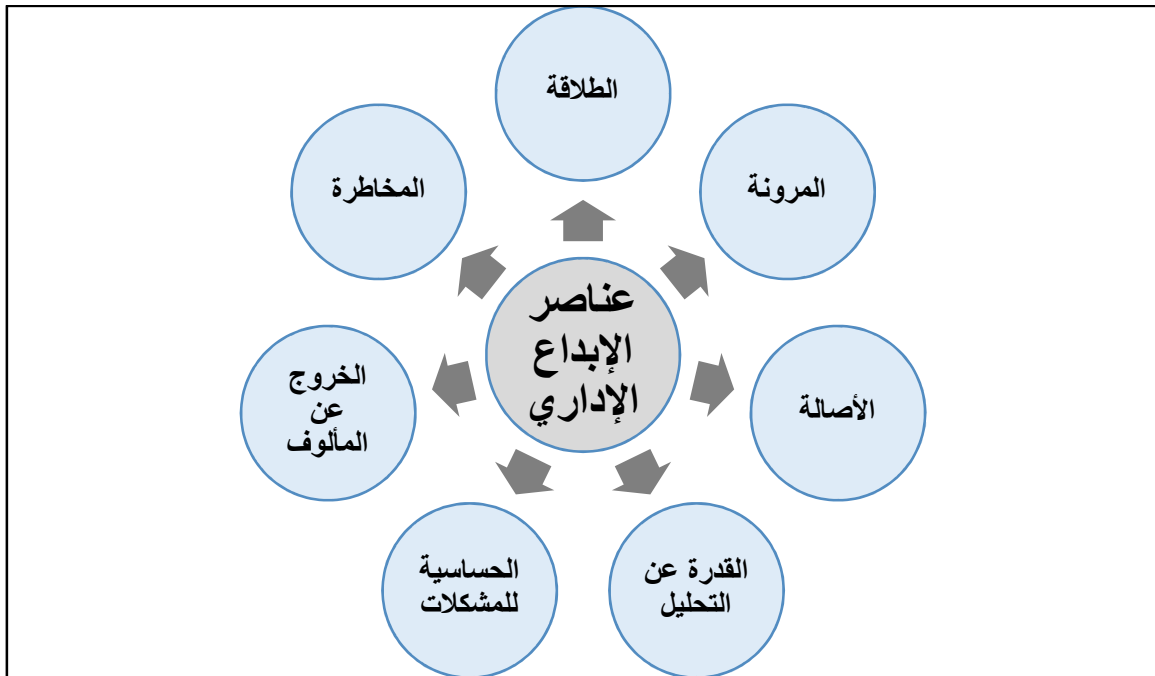 الطلاقة
المرونة
المخاطرة
عناصر
الإبداع
الإداري
الأصالة
الخروج
عن
المألوف
القدرة عن
التحليل
الحساسية
للمشكلات